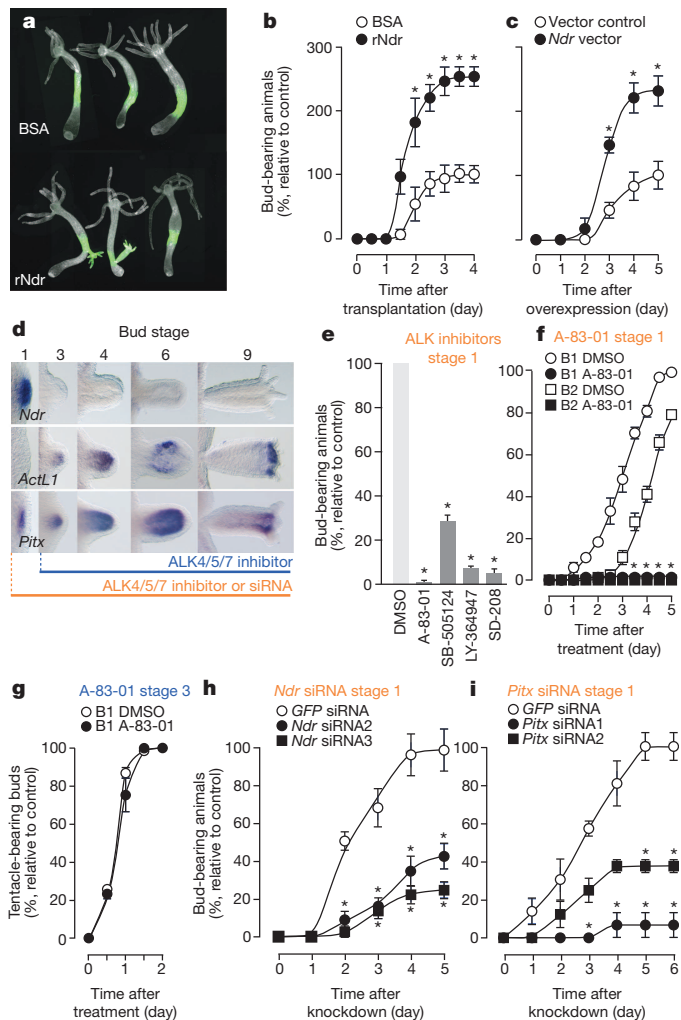 a
BSA
rNdr
b
BSA
rNdr
Bud-bearing animals
(%, relative to control)
300
200
100
0
0 1 2 3 4
* * * * *
Time after
transplantation (day)
c
Vector control
Ndr vector
* * *
0 1 2 3 4 5
Time after
overexpression (day)
d
Bud stage
1 3 4 6 9
Ndr
ActL1
Pitx
ALK4/5/7 inhibitor
ALK4/5/7 inhibitor or siRNA
e
ALK inhibitors
stage 1
Bud-bearing animals
(%, relative to control)
100
80
60
40
20
0
* * * *
DMSO
A-83-01
SB-505124
LY-364947
SD-208
f
A-83-01 stage 1
B1 DMSO
B1 A-83-01
B2 DMSO
B2 A-83-01
100
80
60
40
20
0
* * * *
0 1 2 3 4 5
Time after
treatment (day)
g
A-83-01 stage 3
B1 DMSO
B1 A-83-01
Tentacle-bearing buds
(%, relative to control)
100
80
60
40
20
0
0 1 2
Time after
treatment (day)
h
Ndr siRNA stage 1
GFP siRNA
Ndr siRNA2
Ndr siRNA3
Bud-bearing animals
(%, relative to control)
100
80
60
40
20
0
* * * *
* * *
0 1 2 3 4 5
Time after
knockdown (day)
i
Pitx siRNA stage 1
GFP siRNA
Pitx siRNA1
Pitx siRNA2
100
80
60
40
20
0
* *
* * * *
0 1 2 3 4 5 6
Time after
knockdown (day)